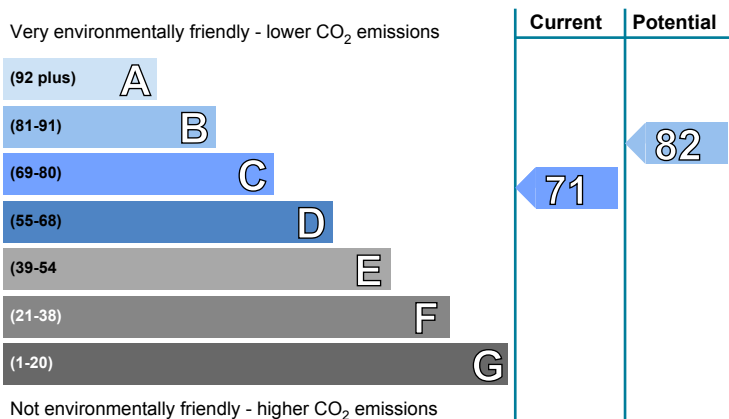 Very environmentally friendly - lower CO2 emissions
Current
Potential
(92 plus) A
(81-91) B
(69-80) C
(55-68) D
(39-54 E
(21-38) F
(1-20) G
82
71
Not environmentally friendly - higher CO2 emissions